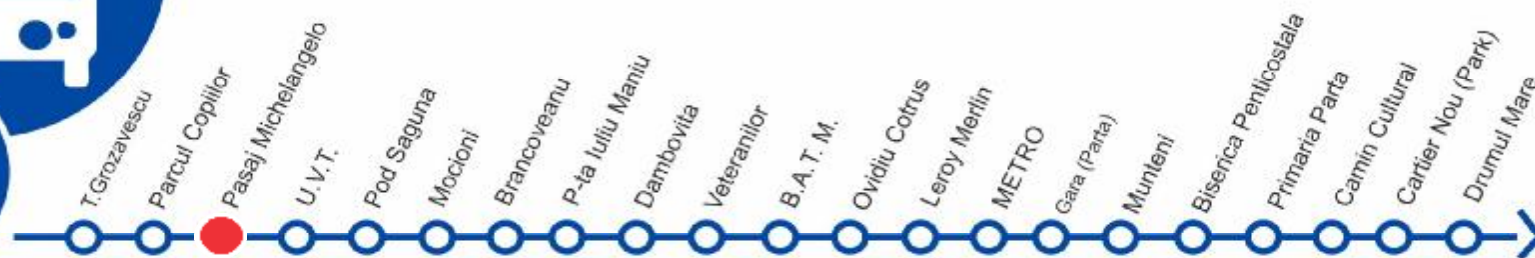 T.Grozavescu
Parcul Copiilor
Pasaj Michelangelo
U.V.T.
Pod Saguna
Mocioni
Brancoveanu
P-ta Iuliu Maniu
Dambovita
Veteranilor
B.A.T.M.
Ovidiu Cotrus
Leroy Merlin
METRO
Gara (Parta)
Munteni
Biserica Penticostala
Primaria Parta
Camin Cultural
Cartier Nou (Park)
Drumul Mare